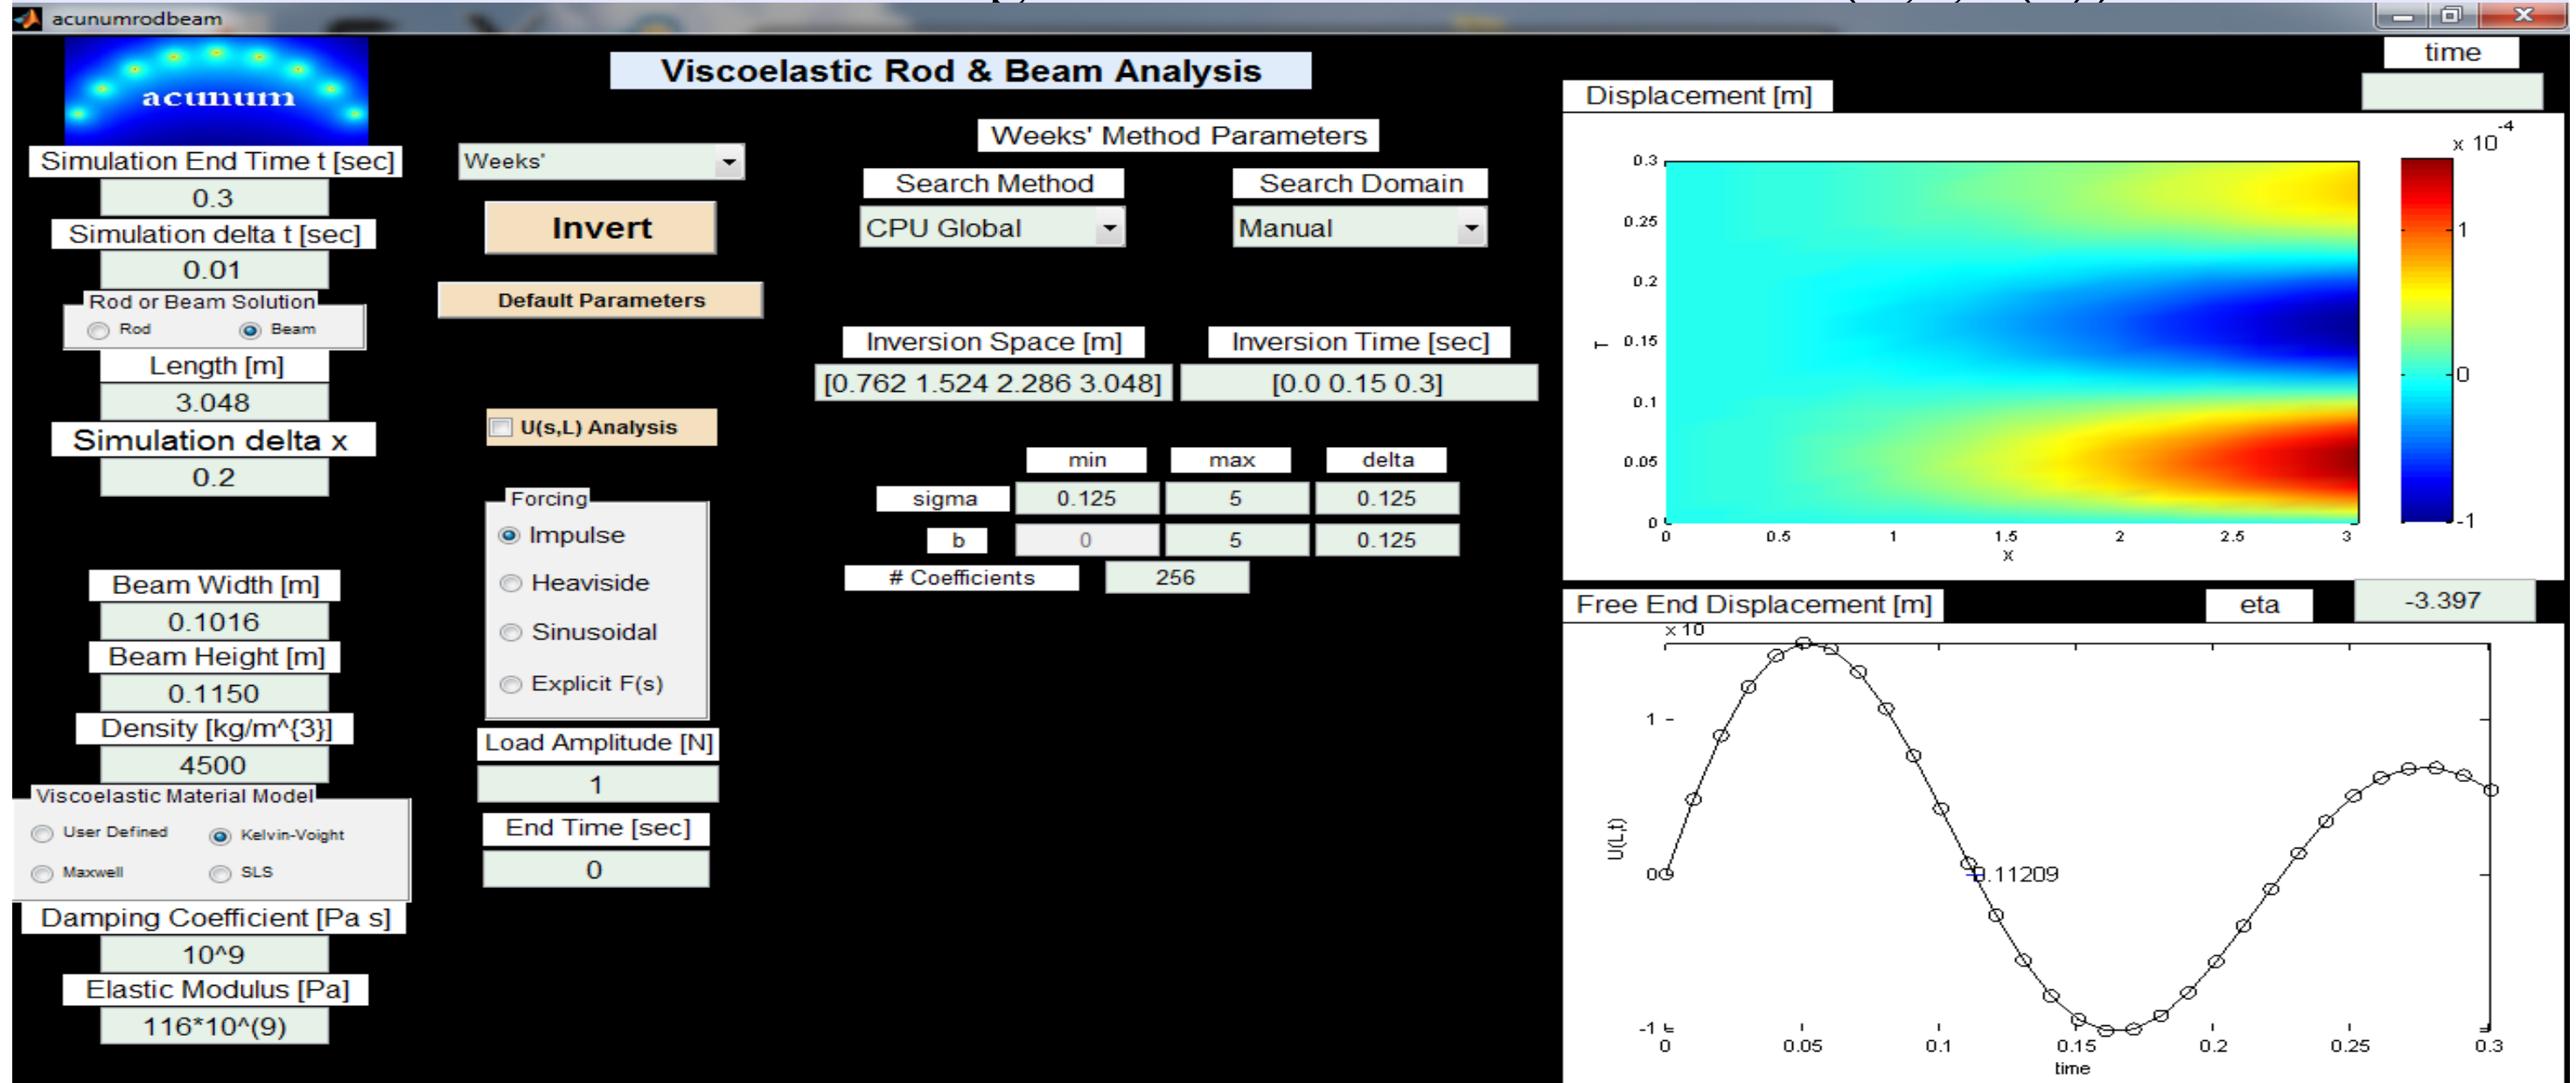 acunumrodbeam
acunum
Simulation End Time t [sec]
0.3
Simulation delta t [sec]
0.01
Rod or Beam Solution
Rod Beam
Length [m]
3.048
Simulation delta x
0.2
Beam Width [m]
0.1016
Beam Height [m]
0.1150
Density [kg/m^{3}]
4500
Viscoelastic Material Model
User Defined Kelvin-Voight
Maxwell SLS
Damping Coefficient [Pa s]
10^9
Elastic Modulus [Pa]
116*10^(9)
Viscoelastic Rod & Beam Analysis
Weeks'
Invert
Default Parameters
U(s,L) Analysis
Forcing
Impulse
Heaviside
Sinusoidal
Explicit F(s)
Load Amplitude [N]
1
End Time [sec]
0
Weeks' Method Parameters
Search Method Search Domain
CPU Global Manual
Inversion Space [m] Inversion Time [sec]
[0.762 1.524 2.286 3.048] [0.0 0.15 0.3]
min max delta
sigma 0.125 5 0.125
b 0 5 0.125
# Coefficients 256
time
Displacement [m]
x 10^-4
0.3
0.25
0.2
0.15
0.1
0.05
0
T
0 0.5 1 1.5 2 2.5 3
X
1
0
-1
Free End Displacement [m] eta -3.397
x 10
1
0
-1
U(L,t)
0.11209
0 0.05 0.1 0.15 0.2 0.25 0.3
time